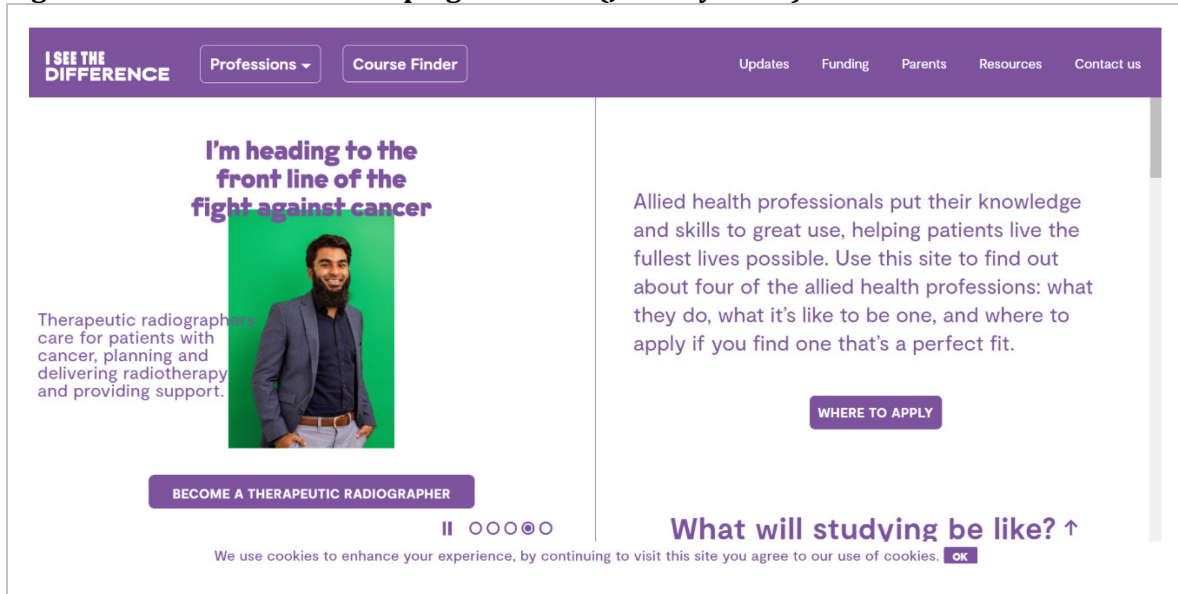 I SEE THE
DIFFERENCE
Professions
Course Finder
Updates
Funding
Parents
Resources
Contact us
I'm heading to the
front line of the
fight against cancer
Therapeutic radiographers
care for patients with
cancer, planning and
delivering radiotherapy
and providing support.
BECOME A THERAPEUTIC RADIOGRAPHER
Allied health professionals put their knowledge
and skills to great use, helping patients live the
fullest lives possible. Use this site to find out
about four of the allied health professions: what
they do, what it's like to be one, and where to
apply if you find one that's a perfect fit.
WHERE TO APPLY
What will studying be like? ↑
We use cookies to enhance your experience, by continuing to visit this site you agree to our use of cookies. OK